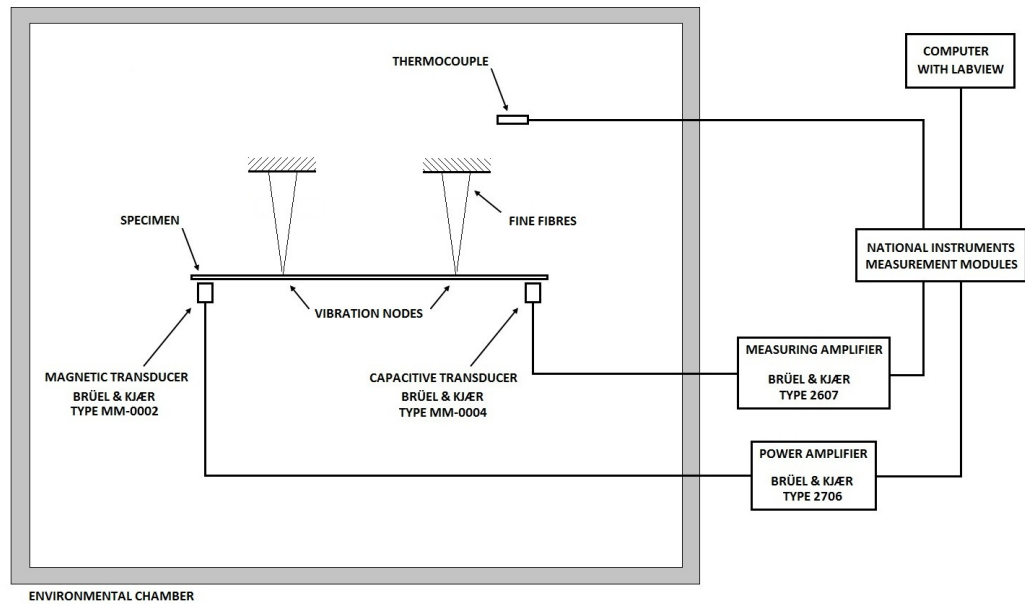 COMPUTER
WITH LABVIEW
THERMOCOUPLE
SPECIMEN
FINE FIBRES
NATIONAL INSTRUMENTS
MEASUREMENT MODULES
VIBRATION NODES
MAGNETIC TRANSDUCER
BRÜEL & KJÆR
TYPE MM-0002
CAPACITIVE TRANSDUCER
BRÜEL & KJÆR
TYPE MM-0004
MEASURING AMPLIFIER
BRÜEL & KJÆR
TYPE 2607
POWER AMPLIFIER
BRÜEL & KJÆR
TYPE 2706
ENVIRONMENTAL CHAMBER